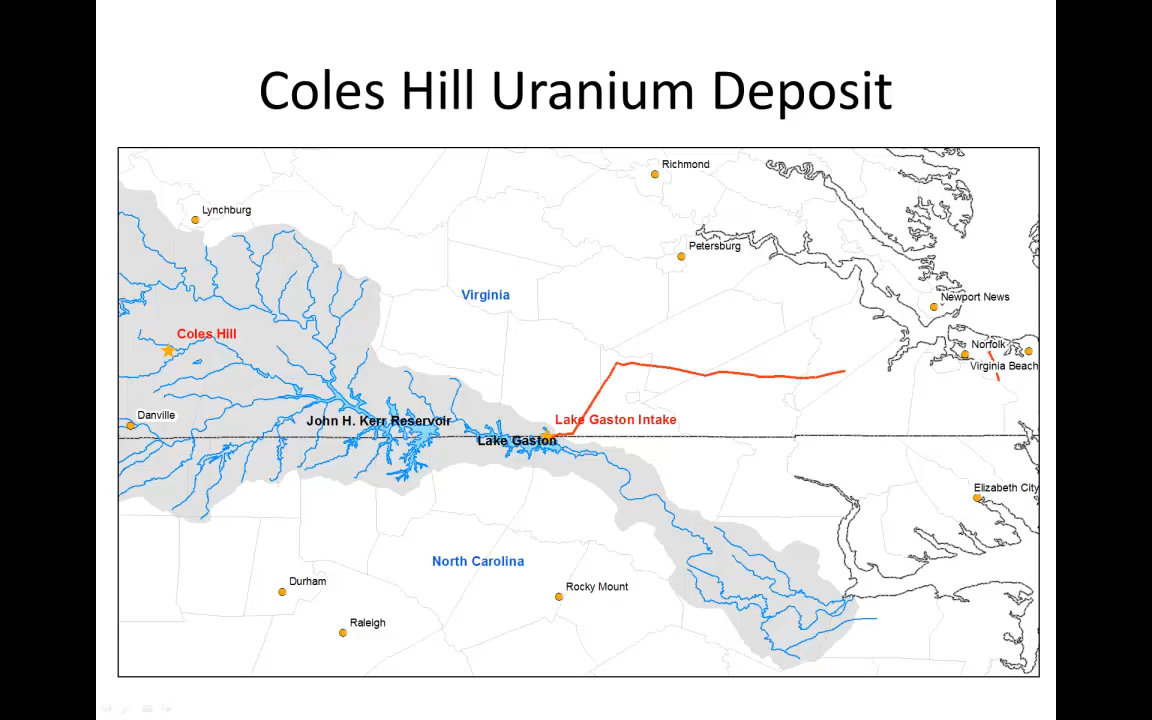 Coles Hill Uranium Deposit
Richmond
Lynchburg
Petersburg
Virginia
Newport News
Coles Hill
Norfolk
Virginia Beach
Danville
John H. Kerr Reservoir
Lake Gaston Intake
Lake Gaston
Elizabeth City
North Carolina
Durham
Rocky Mount
Raleigh